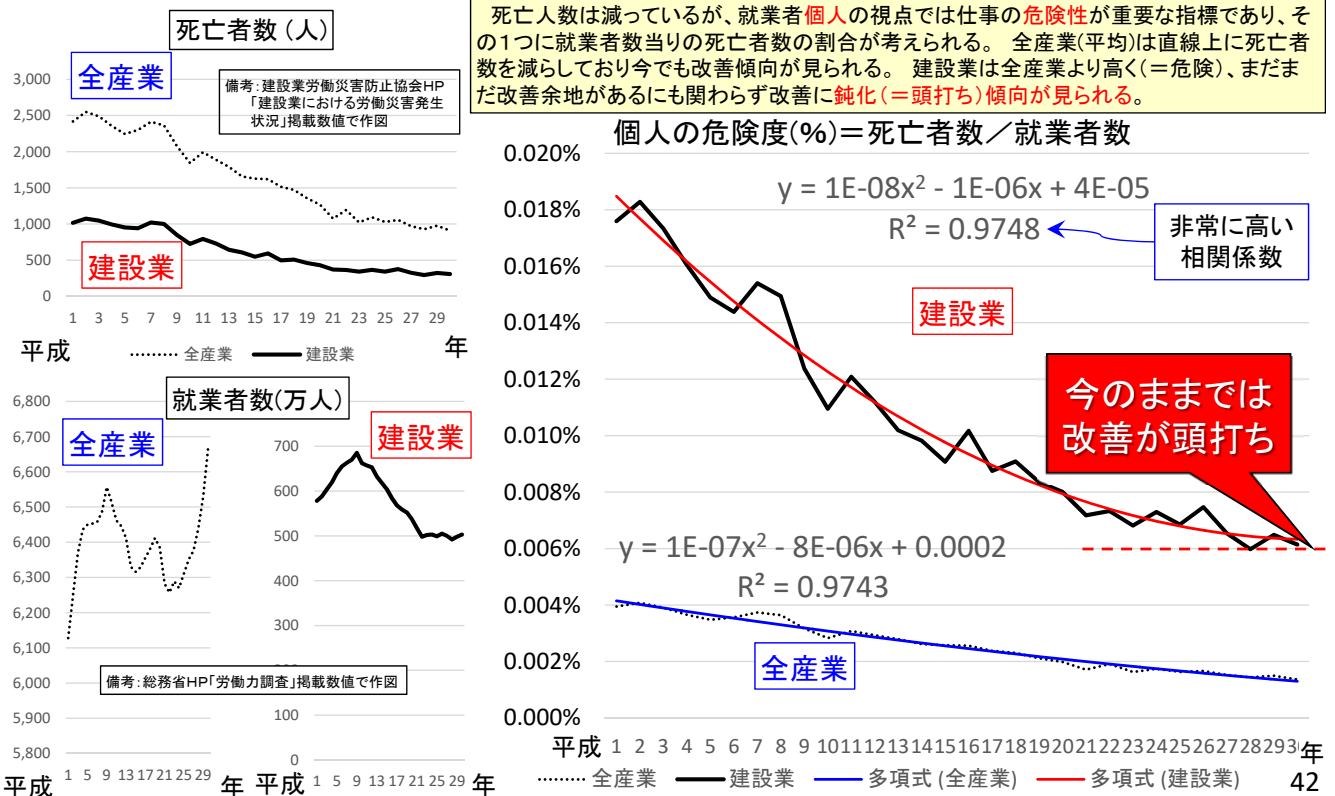 死亡者数(人)
全産業
備考:建設業労働災害防止協会HP
「建設業における労働災害発生
状況」掲載数値で作図
3,000
2,500
2,000
1,500
1,000
500
0
建設業
1 3 5 7 9 11 13 15 17 19 21 23 25 27 29
平成
年
全産業 建設業
死亡人数は減っているが、就業者個人の視点では仕事の危険性が重要な指標であり、そ
の1つに就業者数当りの死亡者数の割合が考えられる。 全産業(平均)は直線上に死亡者
数を減らしており今でも改善傾向が見られる。 建設業は全産業より高く(=危険)、まだま
だ改善余地があるにも関わらず改善に鈍化(=頭打ち)傾向が見られる。
就業者数(万人)
全産業
6,800
6,700
6,600
6,500
6,400
6,300
6,200
6,100
6,000
5,900
5,800
1 5 9 13 17 21 25 29
平成
年
建設業
700
600
500
400
300
100
0
1 5 9 13 17 21 25 29
平成
年
備考:総務省HP「労働力調査」掲載数値で作図
個人の危険度(%)=死亡者数/就業者数
0.020%
0.018%
0.016%
0.014%
0.012%
0.010%
0.008%
0.006%
0.004%
0.002%
0.000%
y = 1E-08x² - 1E-06x + 4E-05
R² = 0.9748
非常に高い
相関係数
建設業
今のままでは
改善が頭打ち
y = 1E-07x² - 8E-06x + 0.0002
R² = 0.9743
全産業
平成
1 2 3 4 5 6 7 8 9 10 11 12 13 14 15 16 17 18 19 20 21 22 23 24 25 26 27 28 29
年
全産業 建設業 多項式 (全産業) 多項式 (建設業)
42